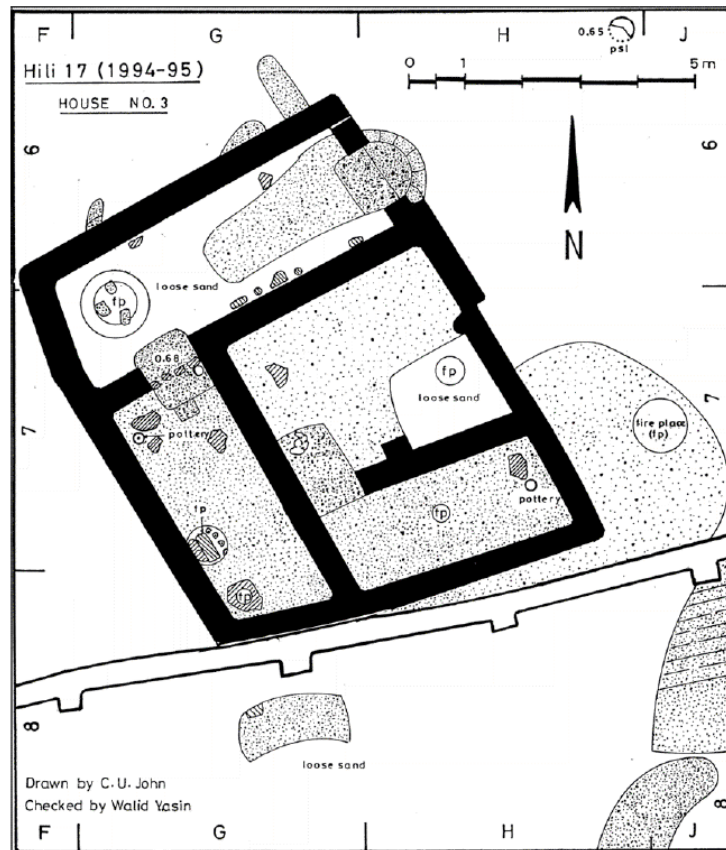 F G H J
0.65
psl
Hili 17 (1994-95)
HOUSE NO. 3
0 1 5 m
6 6
N
fp
loose sand
0.68
fp
loose sand
7 7
pottery
fire place
(fp)
fp
fp
pottery
fp
8
loose sand
Drawn by C. U. John
Checked by Walid Yasin
8
F G H J